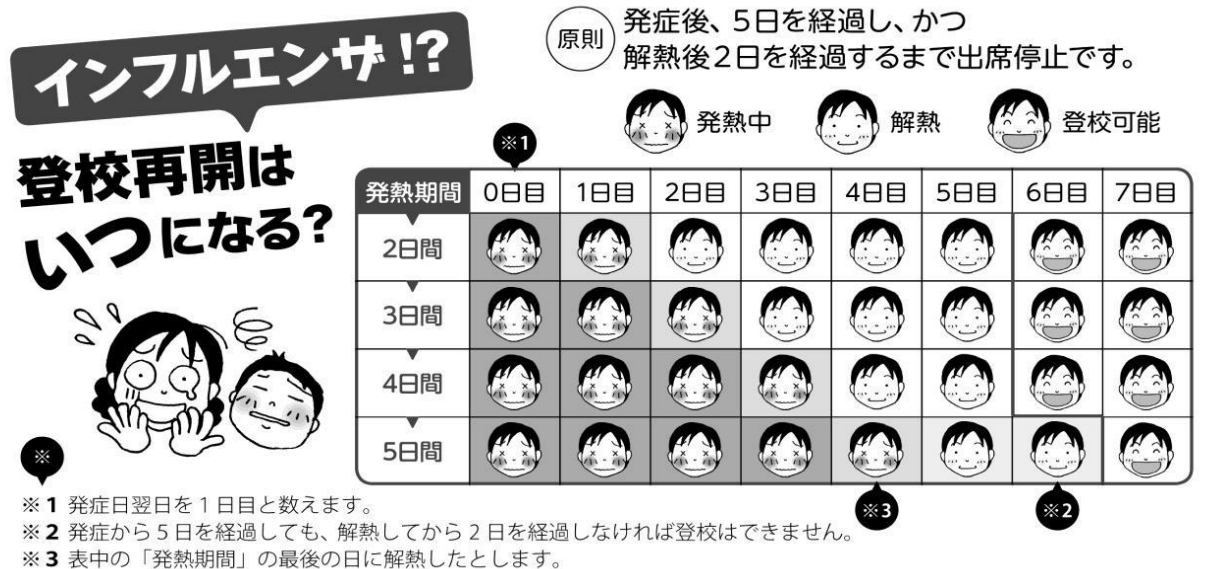 インフルエンザ!?
登校再開は
いつになる?
原則
発症後、5日を経過し、かつ
解熱後2日を経過するまで出席停止です。
発熱中 解熱 登校可能
※1
発熱期間 0日目 1日目 2日目 3日目 4日目 5日目 6日目 7日目
2日間
3日間
4日間
5日間
※3 ※2
※
※1 発症日翌日を1日目と数えます。
※2 発症から5日を経過しても、解熱してから2日を経過しなければ登校はできません。
※3 表中の「発熱期間」の最後の日に解熱したとします。